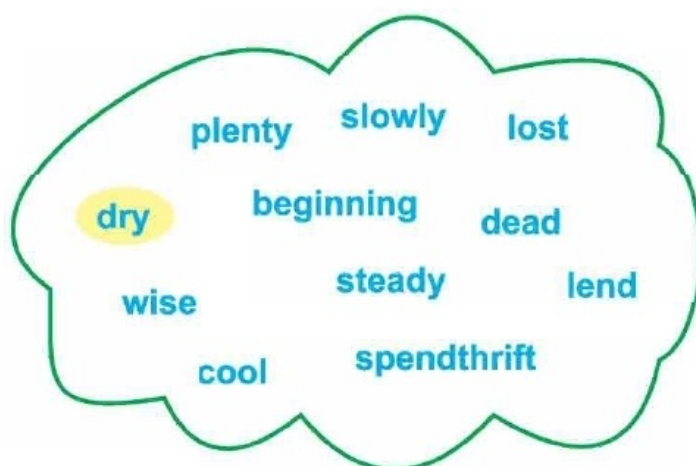 plenty
slowly
lost
dry
beginning
dead
wise
steady
lend
cool
spendthrift